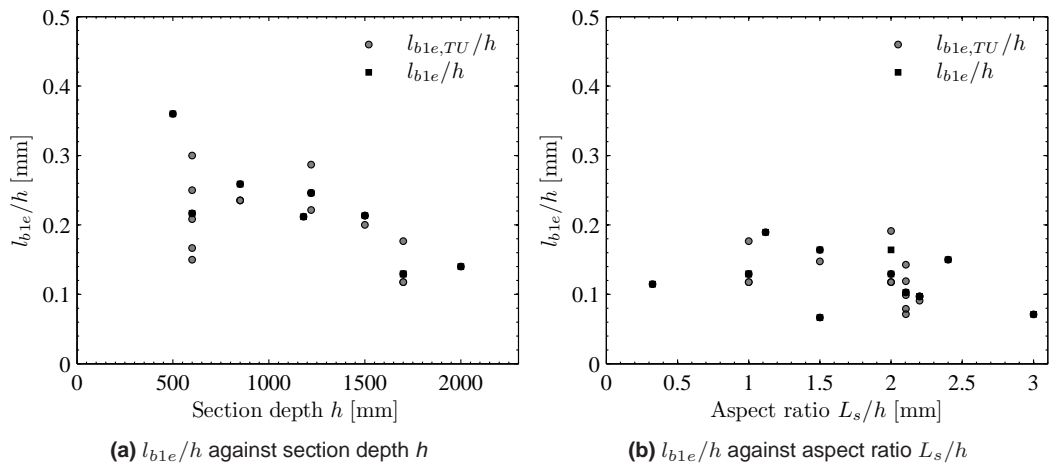 0.5
0.4
0.3
0.2
0.1
0
l_{b1e}/h [mm]
l_{b1e,TU}/h
l_{b1e}/h
0 500 1000 1500 2000
Section depth h [mm]
(a) l_{b1e}/h against section depth h
0.5
0.4
0.3
0.2
0.1
0
l_{b1e}/h [mm]
l_{b1e,TU}/h
l_{b1e}/h
0 0.5 1 1.5 2 2.5 3
Aspect ratio L_s/h [mm]
(b) l_{b1e}/h against aspect ratio L_s/h